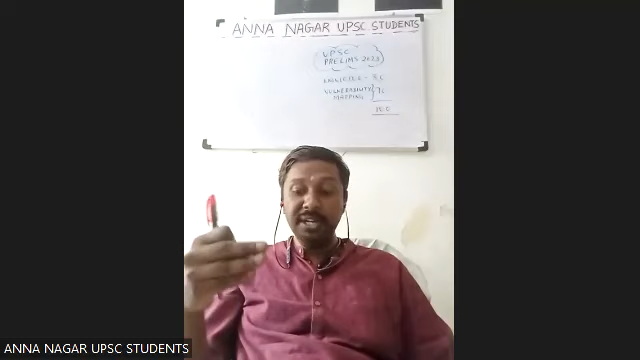 ANNA NAGAR UPSC STUDENTS
UPSC
PRELIMS 2023
VULNERABILITY
MAPPING
ANNA NAGAR UPSC STUDENTS